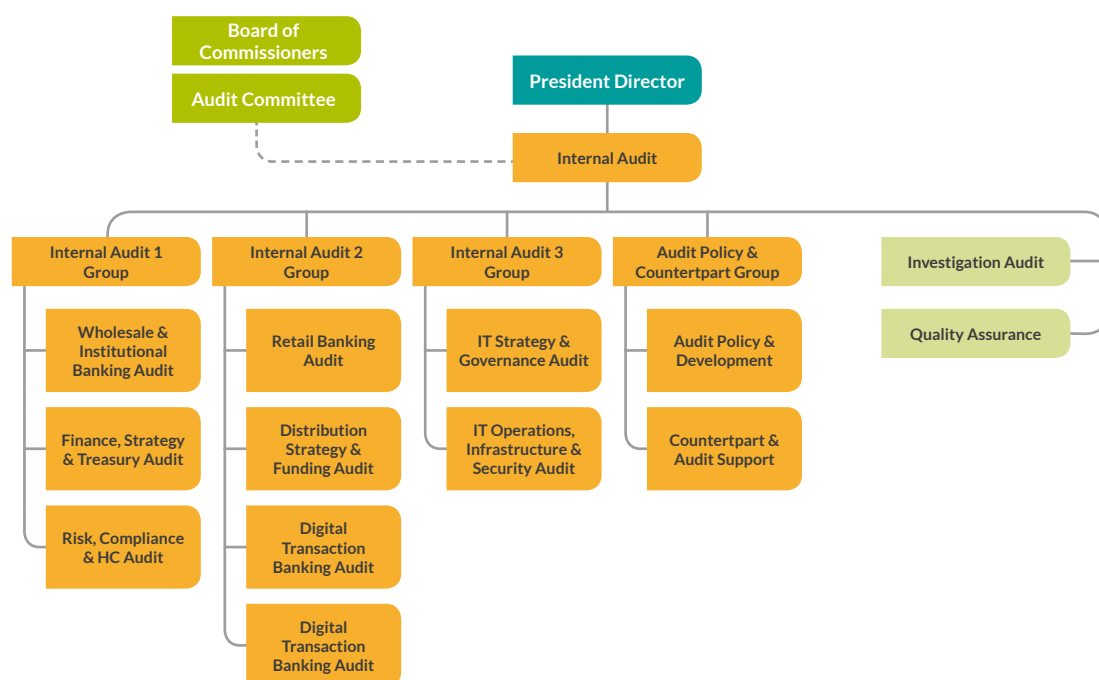 Board of
Commissioners
Audit Committee
President Director
Internal Audit
Internal Audit 1
Group
Internal Audit 2
Group
Internal Audit 3
Group
Audit Policy &
Countertpart Group
Investigation Audit
Quality Assurance
Wholesale &
Institutional
Banking Audit
Finance, Strategy
& Treasury Audit
Risk, Compliance
& HC Audit
Retail Banking
Audit
Distribution
Strategy &
Funding Audit
Digital
Transaction
Banking Audit
Digital
Transaction
Banking Audit
IT Strategy &
Governance Audit
IT Operations,
Infrastructure &
Security Audit
Audit Policy &
Development
Countertpart &
Audit Support